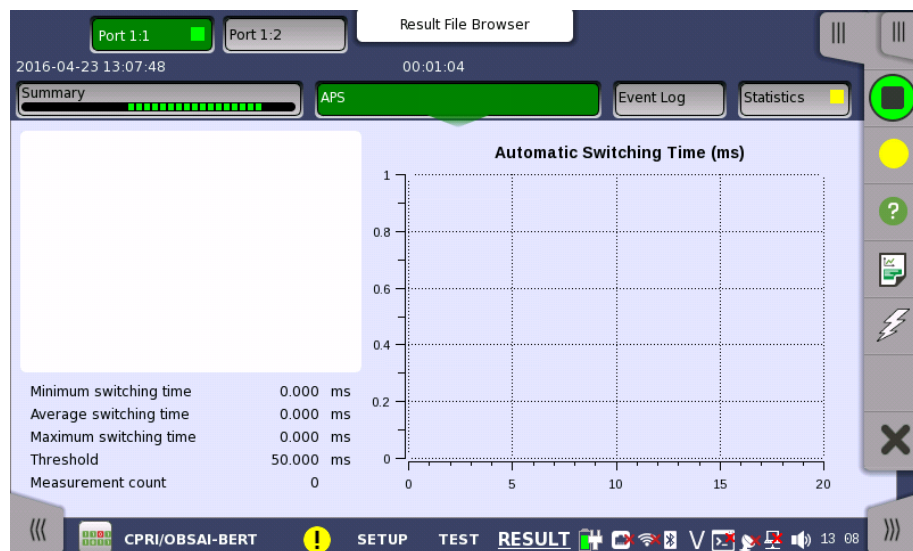 Result File Browser
Port 1:1
Port 1:2
2016-04-23 13:07:48
00:01:04
Summary
APS
Event Log
Statistics
Automatic Switching Time (ms)
1
0.8
0.6
0.4
0.2
0
0
5
10
15
20
Minimum switching time 0.000 ms
Average switching time 0.000 ms
Maximum switching time 0.000 ms
Threshold 50.000 ms
Measurement count 0
CPRI/OBSAI-BERT
SETUP
TEST
RESULT
13 08